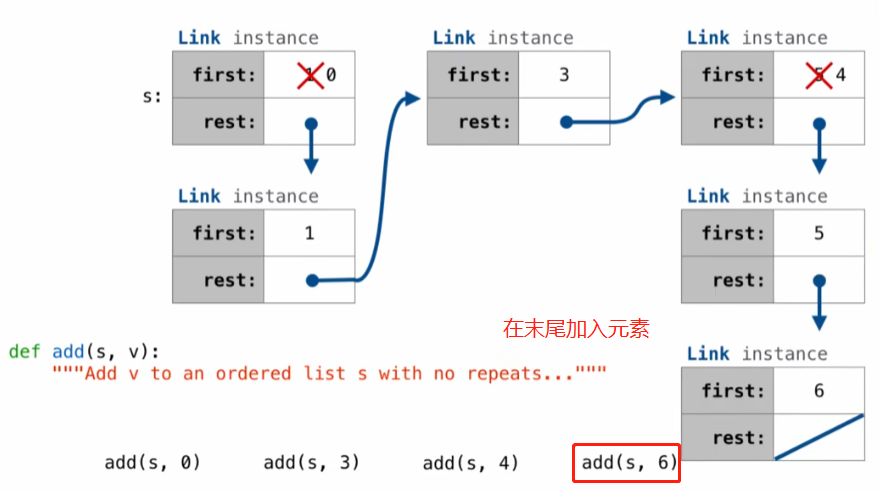 Link instance
first: 1 0
s:
rest:
Link instance
first: 3
rest:
Link instance
first: 5 4
rest:
Link instance
first: 1
rest:
Link instance
first: 5
rest:
在末尾加入元素
Link instance
first: 6
rest:
def add(s, v):
"""Add v to an ordered list s with no repeats..."""
add(s, 0) add(s, 3) add(s, 4) add(s, 6)